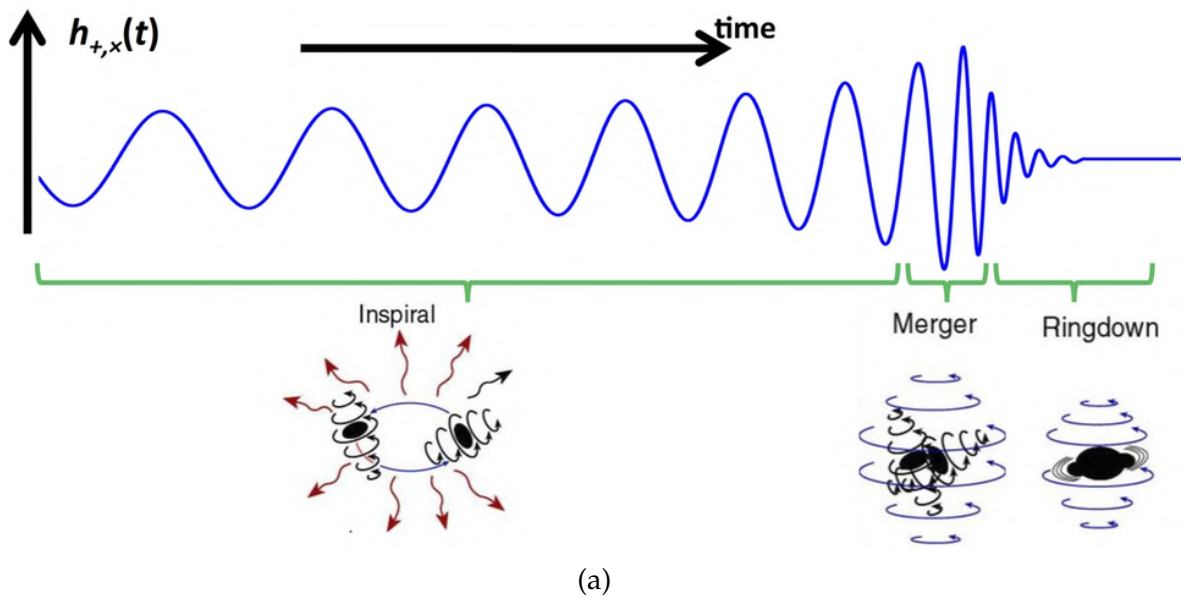 h+,×(t)
time
Inspiral
Merger
Ringdown
(a)